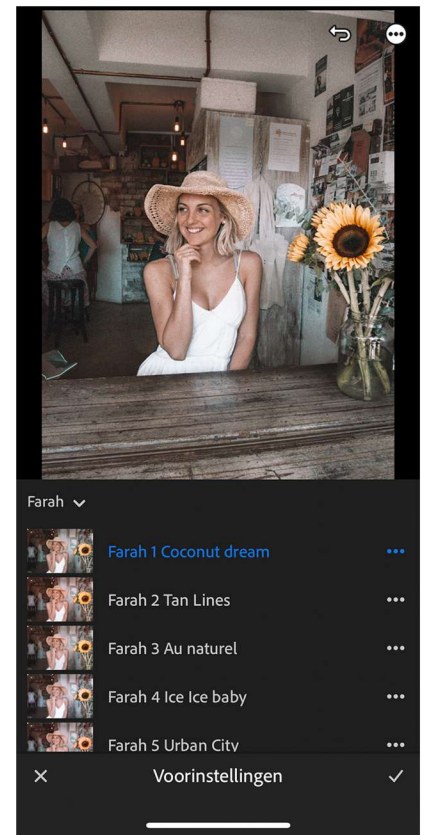 Farah
Farah 1 Coconut dream
Farah 2 Tan Lines
Farah 3 Au naturel
Farah 4 Ice Ice baby
Farah 5 Urban City
Voorinstellingen